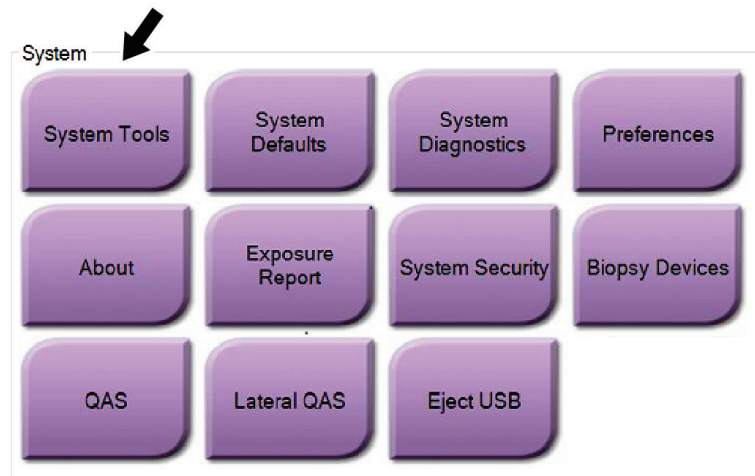 System
System Tools
System
Defaults
System
Diagnostics
Preferences
About
Exposure
Report
System Security
Biopsy Devices
QAS
Lateral QAS
Eject USB